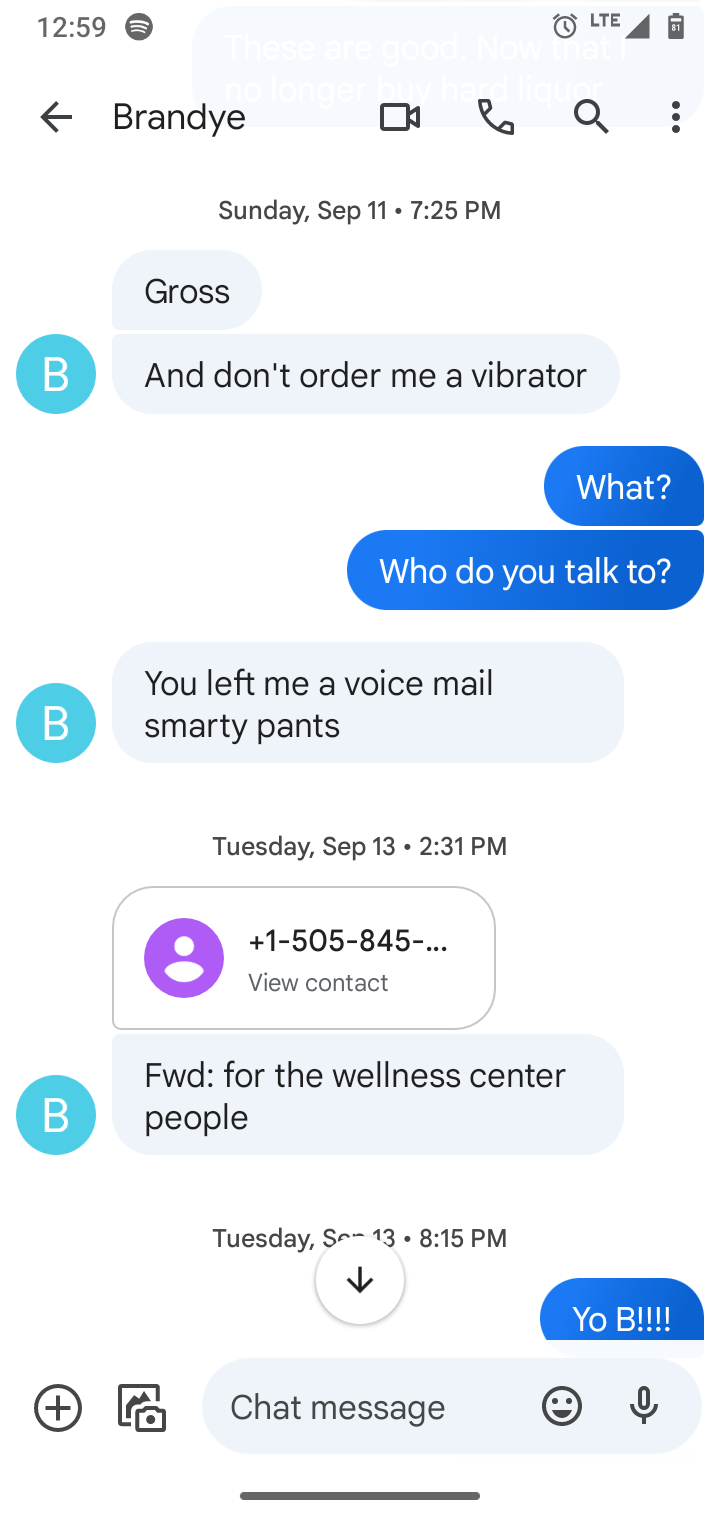 12:59
LTE
81
These are good. Now that I
no longer buy hard liquor
Brandye
Sunday, Sep 11 • 7:25 PM
Gross
B
And don't order me a vibrator
What?
Who do you talk to?
You left me a voice mail
smarty pants
B
Tuesday, Sep 13 • 2:31 PM
+1-505-845-...
View contact
Fwd: for the wellness center
people
B
Tuesday, Sep 13 • 8:15 PM
Yo B!!!!
Chat message